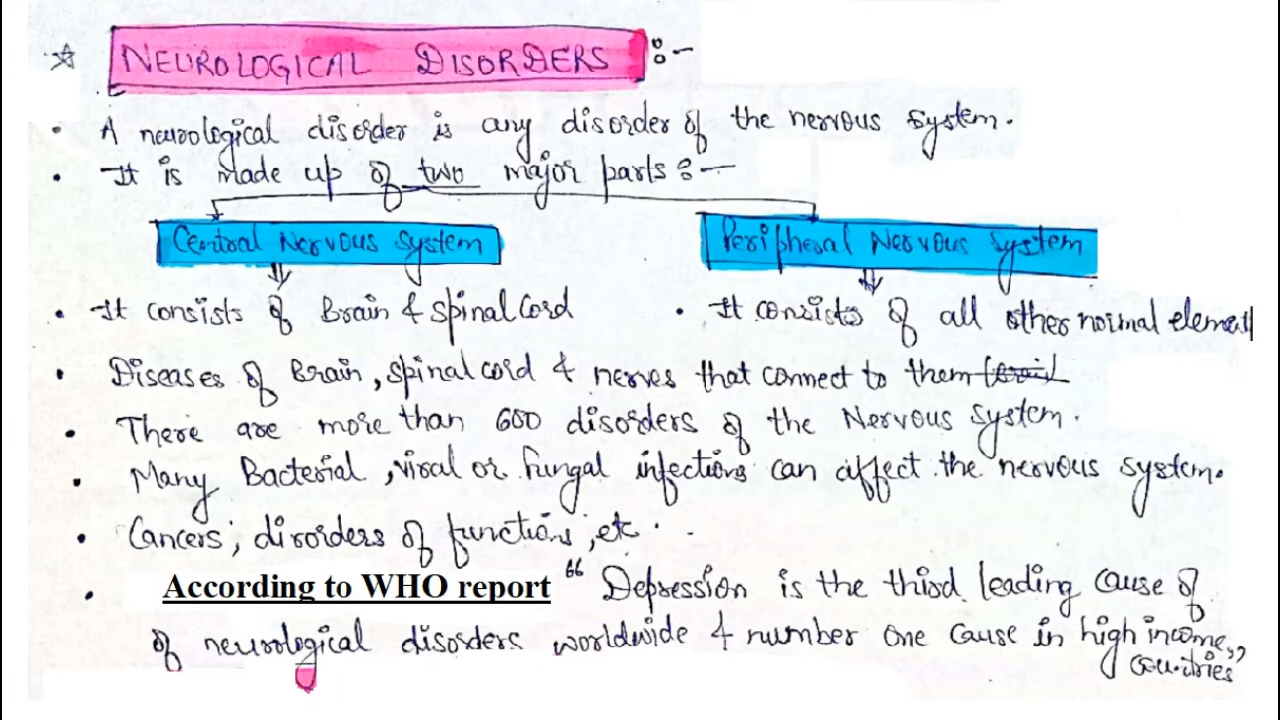 ☆ NEUROLOGICAL DISORDERS :-
• A neurological disorder is any disorder of the nervous system.
• It is made up of two major parts :-
Central Nervous System
Peripheral Nervous System
• It consists of Brain & spinal cord
• It consists of all other normal element
• Diseases of Brain, spinal cord & nerves that connect to them
• There are more than 600 disorders of the Nervous system.
• Many Bacterial, viral or fungal infections can affect the nervous system.
• Cancers; disorders of functions, etc.
• According to WHO report “ Depression is the third leading cause of
of neurological disorders worldwide & number one cause in high income ”
countries